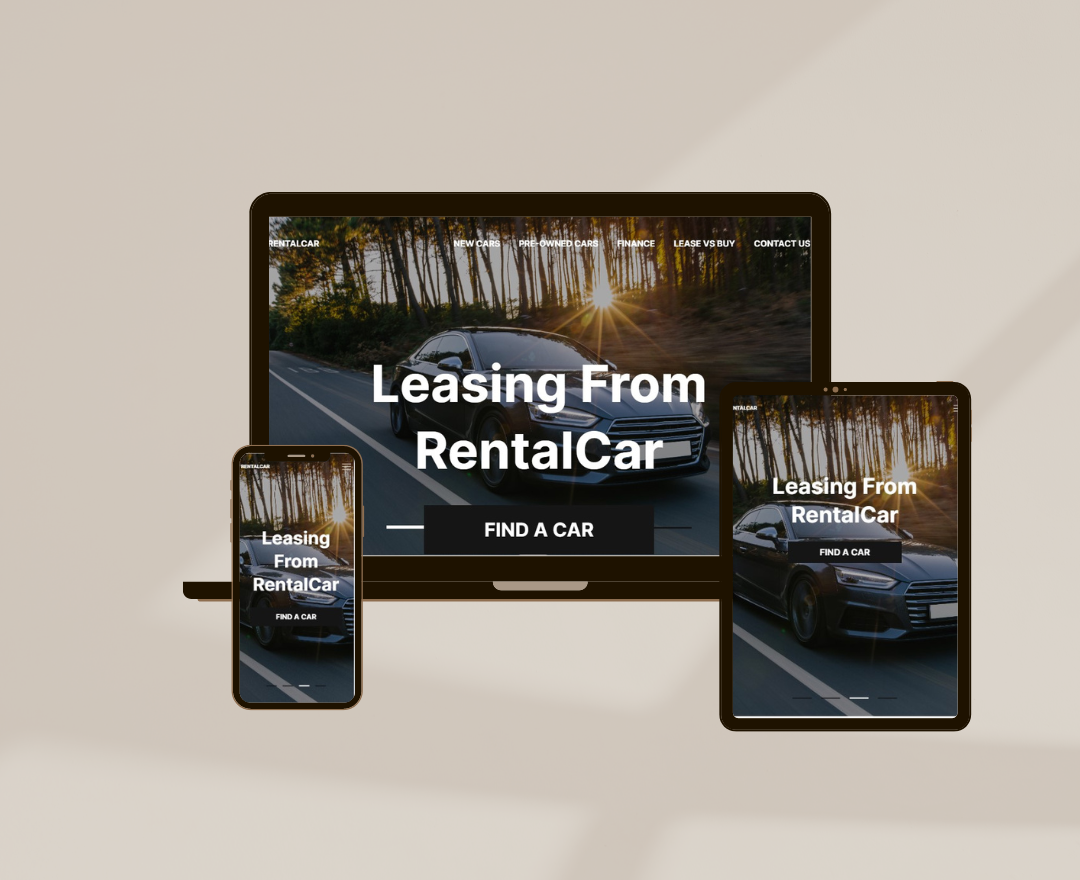 RENTALCAR NEW CARS PRE-OWNED CARS FINANCE LEASE VS BUY CONTACT US
Leasing From
RentalCar
FIND A CAR
RENTALCAR
Leasing
From
RentalCar
FIND A CAR
NTALCAR
Leasing From
RentalCar
FIND A CAR